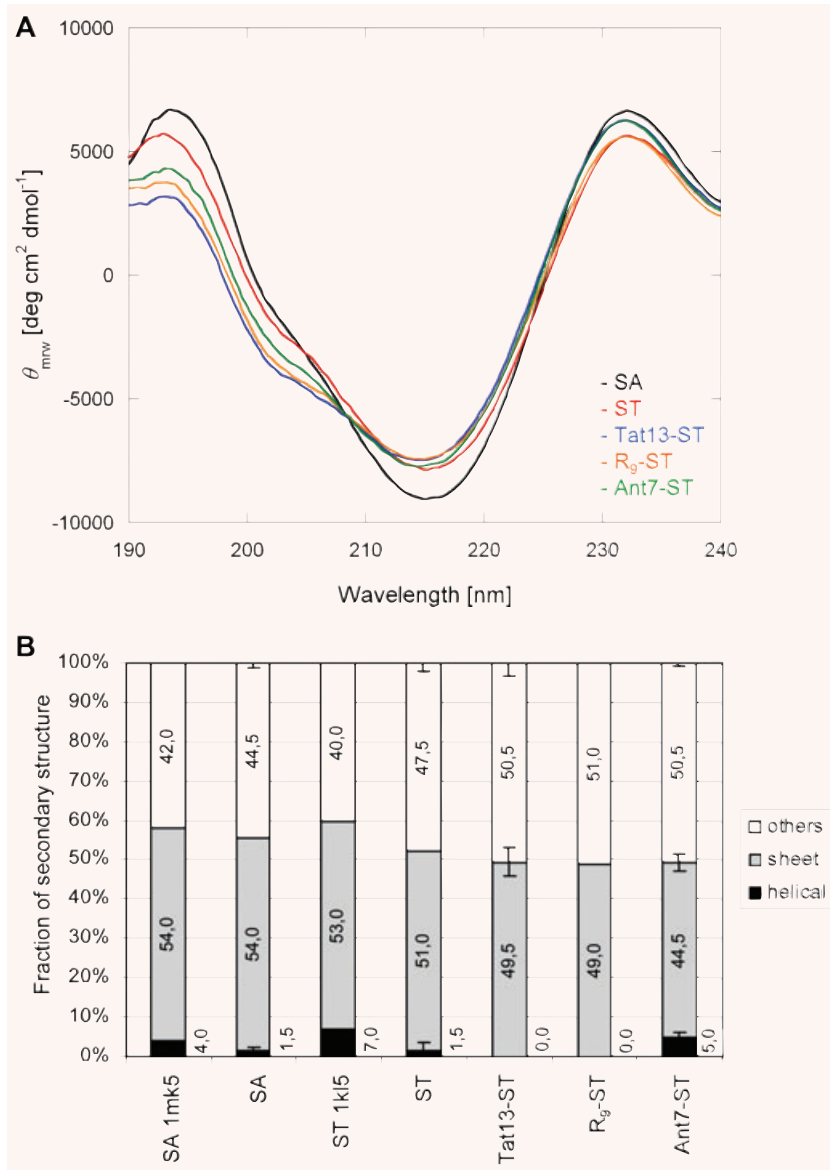 A
10000
5000
0
-5000
-10000
θmrw [deg cm² dmol⁻¹]
- SA
- ST
- Tat13-ST
- R₉-ST
- Ant7-ST
190 200 210 220 230 240
Wavelength [nm]
B
100%
90%
80%
70%
60%
50%
40%
30%
20%
10%
0%
Fraction of secondary structure
42,0 44,5 40,0 47,5 50,5 51,0 50,5
54,0 54,0 53,0 51,0 49,5 49,0 44,5
4,0 1,5 7,0 1,5 0,0 0,0 5,0
SA 1mk5 SA ST 1kl5 ST Tat13-ST R₉-ST Ant7-ST
others
sheet
helical